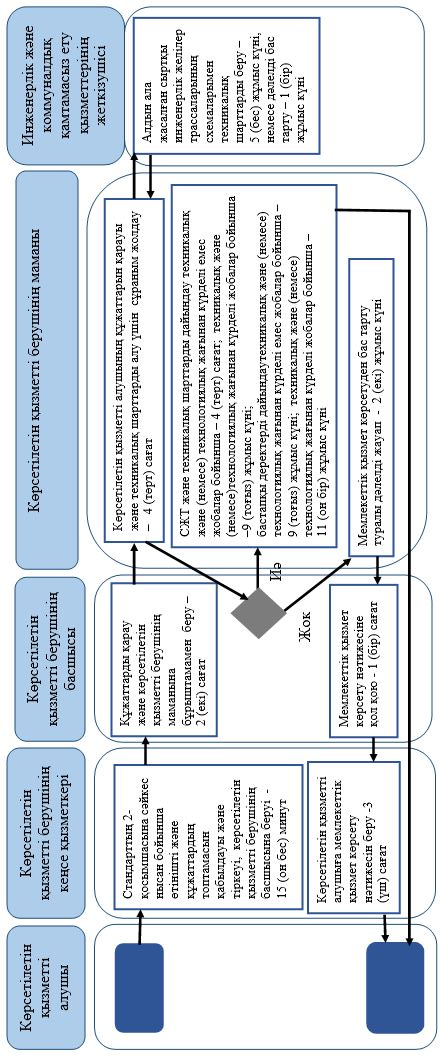 Көрсетілетін
қызметті
алушы
Көрсетілетін
қызметті берушінің
кеңсе қызметкері
Көрсетілетін
қызметті берушінің
басшысы
Көрсетілетін қызметті берушінің маманы
Инженерлік және
коммуналдық
қамтамасыз ету
қызметтерінің
жеткізушісі
Стандарттың 2-
қосымшасына сәйкес
нысан бойынша
өтінішті және
құжаттардың
топтамасын
қабылдауы және
тіркеуі, көрсетілетін
қызметті берушінің
басшысына беруі -
15 (он бес) минут
Құжаттарды қарау
және көрсетілетін
қызметті берушінің
маманына
бұрыштамамен беру –
2 (екі) сағат
Көрсетілетін қызметті алушының құжаттарын қарауы
және техникалық шарттарды алу үшін сұраным жолдау
– 4 (төрт) сағат
Алдын ала
жасалған сыртқы
инженерлік желілер
трассаларының
схемаларымен
техникалық
шарттарды беру –
5 (бес) жұмыс күні,
немесе дәлелді бас
тарту – 1 (бір)
жұмыс күні
СЖТ және техникалық шарттарды дайындау техникалық
және (немесе) технологиялық жағынан күрделі емес
жобалар бойынша – 4 (төрт) сағат; техникалық және
(немесе)технологиялық жағынан күрделі жобалар бойынша
–9 (тоғыз) жұмыс күні;
бастапқы деректерді дайындаутехникалық және (немесе)
технологиялық жағынан күрделі емес жобалар бойынша –
9 (тоғыз) жұмыс күні; техникалық және (немесе)
технологиялық жағынан күрделі жобалар бойынша –
11 (он бір) жұмыс күні
Иә
Жок
Мемлекеттік қызмет көрсетуден бас тарту
туралы дәлелді жауап - 2 (екі) жұмыс күні
Мемлекеттік қызмет
көрсету нәтижесіне
қол қою - 1 (бір) сағат
Көрсетілетін қызметті
алушыға мемлекеттік
қызмет көрсету
нәтижесін беру -3
(үш) сағат